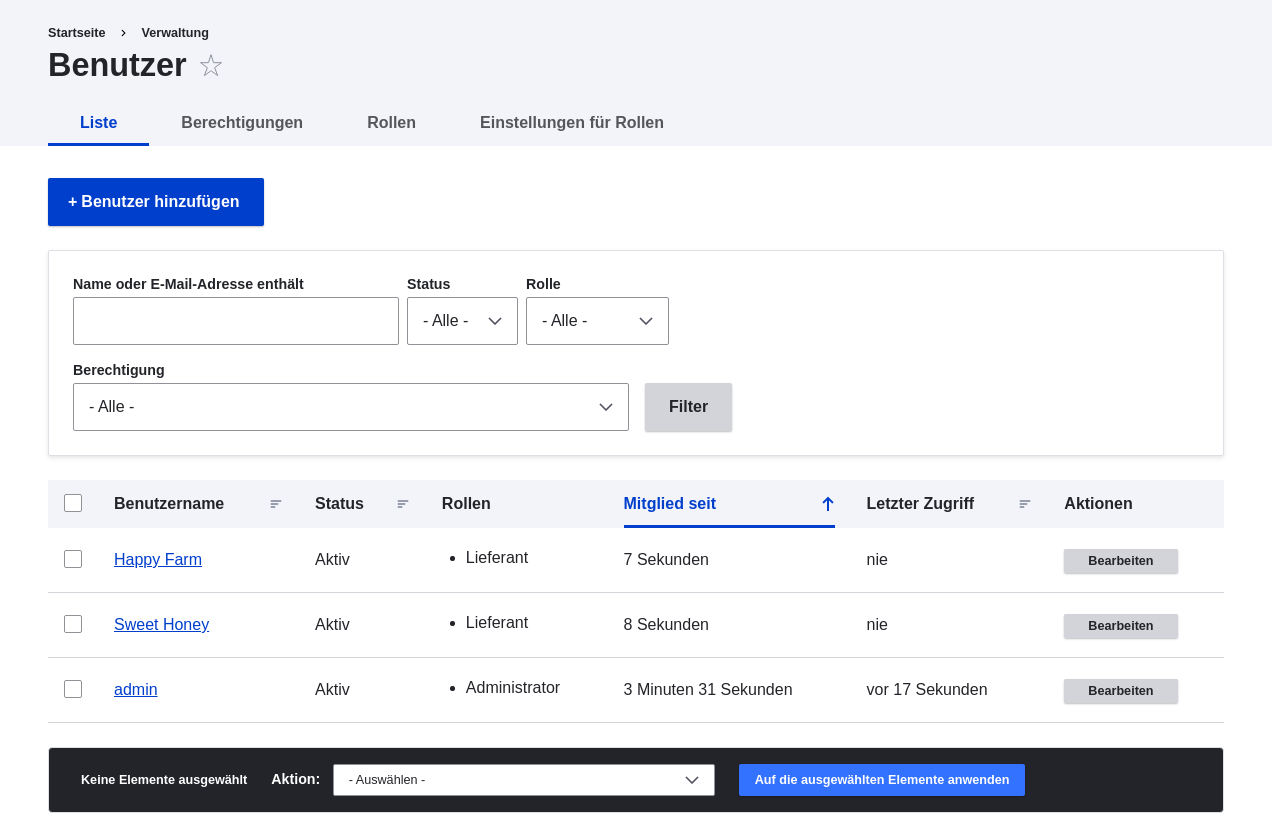 Startseite › Verwaltung
Benutzer ☆
Liste Berechtigungen Rollen Einstellungen für Rollen
+ Benutzer hinzufügen
Name oder E-Mail-Adresse enthält Status Rolle
- Alle - - Alle -
Berechtigung
- Alle - Filter
Benutzername Status Rollen Mitglied seit Letzter Zugriff Aktionen
Happy Farm Aktiv • Lieferant 7 Sekunden nie Bearbeiten
Sweet Honey Aktiv • Lieferant 8 Sekunden nie Bearbeiten
admin Aktiv • Administrator 3 Minuten 31 Sekunden vor 17 Sekunden Bearbeiten
Keine Elemente ausgewählt Aktion: - Auswählen - Auf die ausgewählten Elemente anwenden